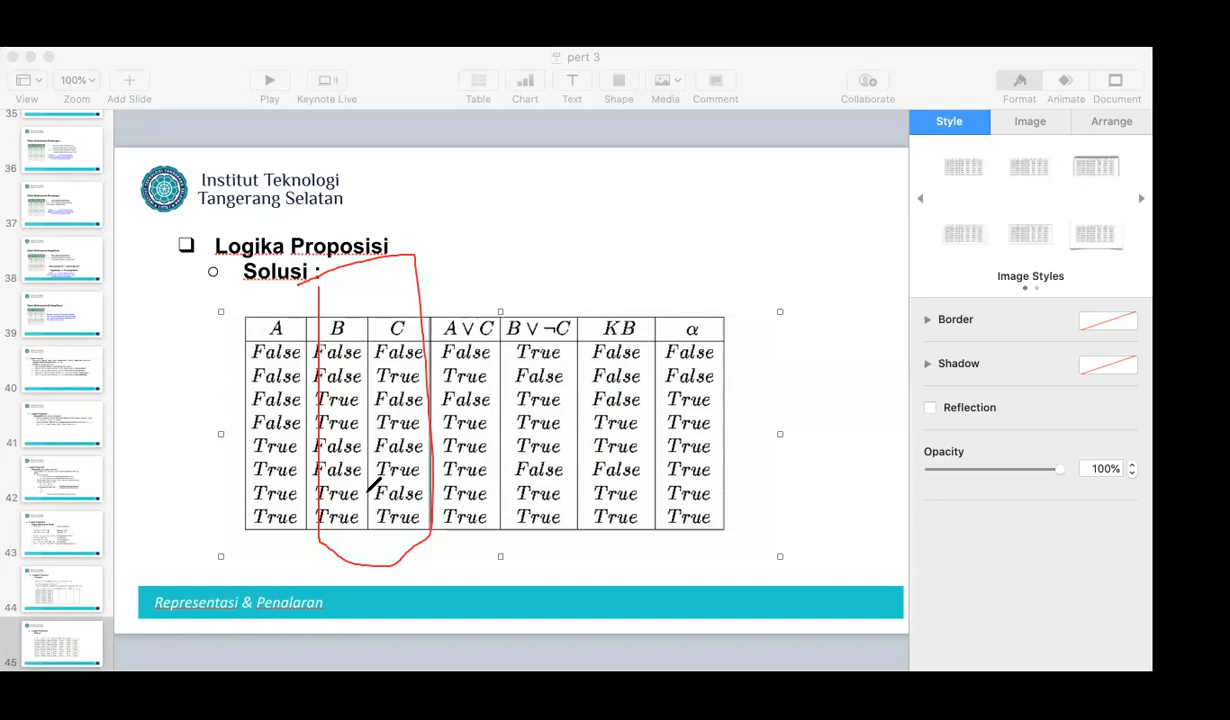 pert 3
100%
View Zoom Add Slide Play Keynote Live Table Chart Text Shape Media Comment Collaborate Format Animate Document
Style Image Arrange
35
36
37
38
39
40
41
42
43
44
45
Institut Teknologi
Tangerang Selatan
Logika Proposisi
Solusi :
A B C A ∨ C B ∨ ¬C KB α
False False False False True False False
False False True True False False False
False True False False True False True
False True True True True True True
True False False True True True True
True False True True False False True
True True False True True True True
True True True True True True True
Representasi & Penalaran
Image Styles
Border
Shadow
Reflection
Opacity
100%